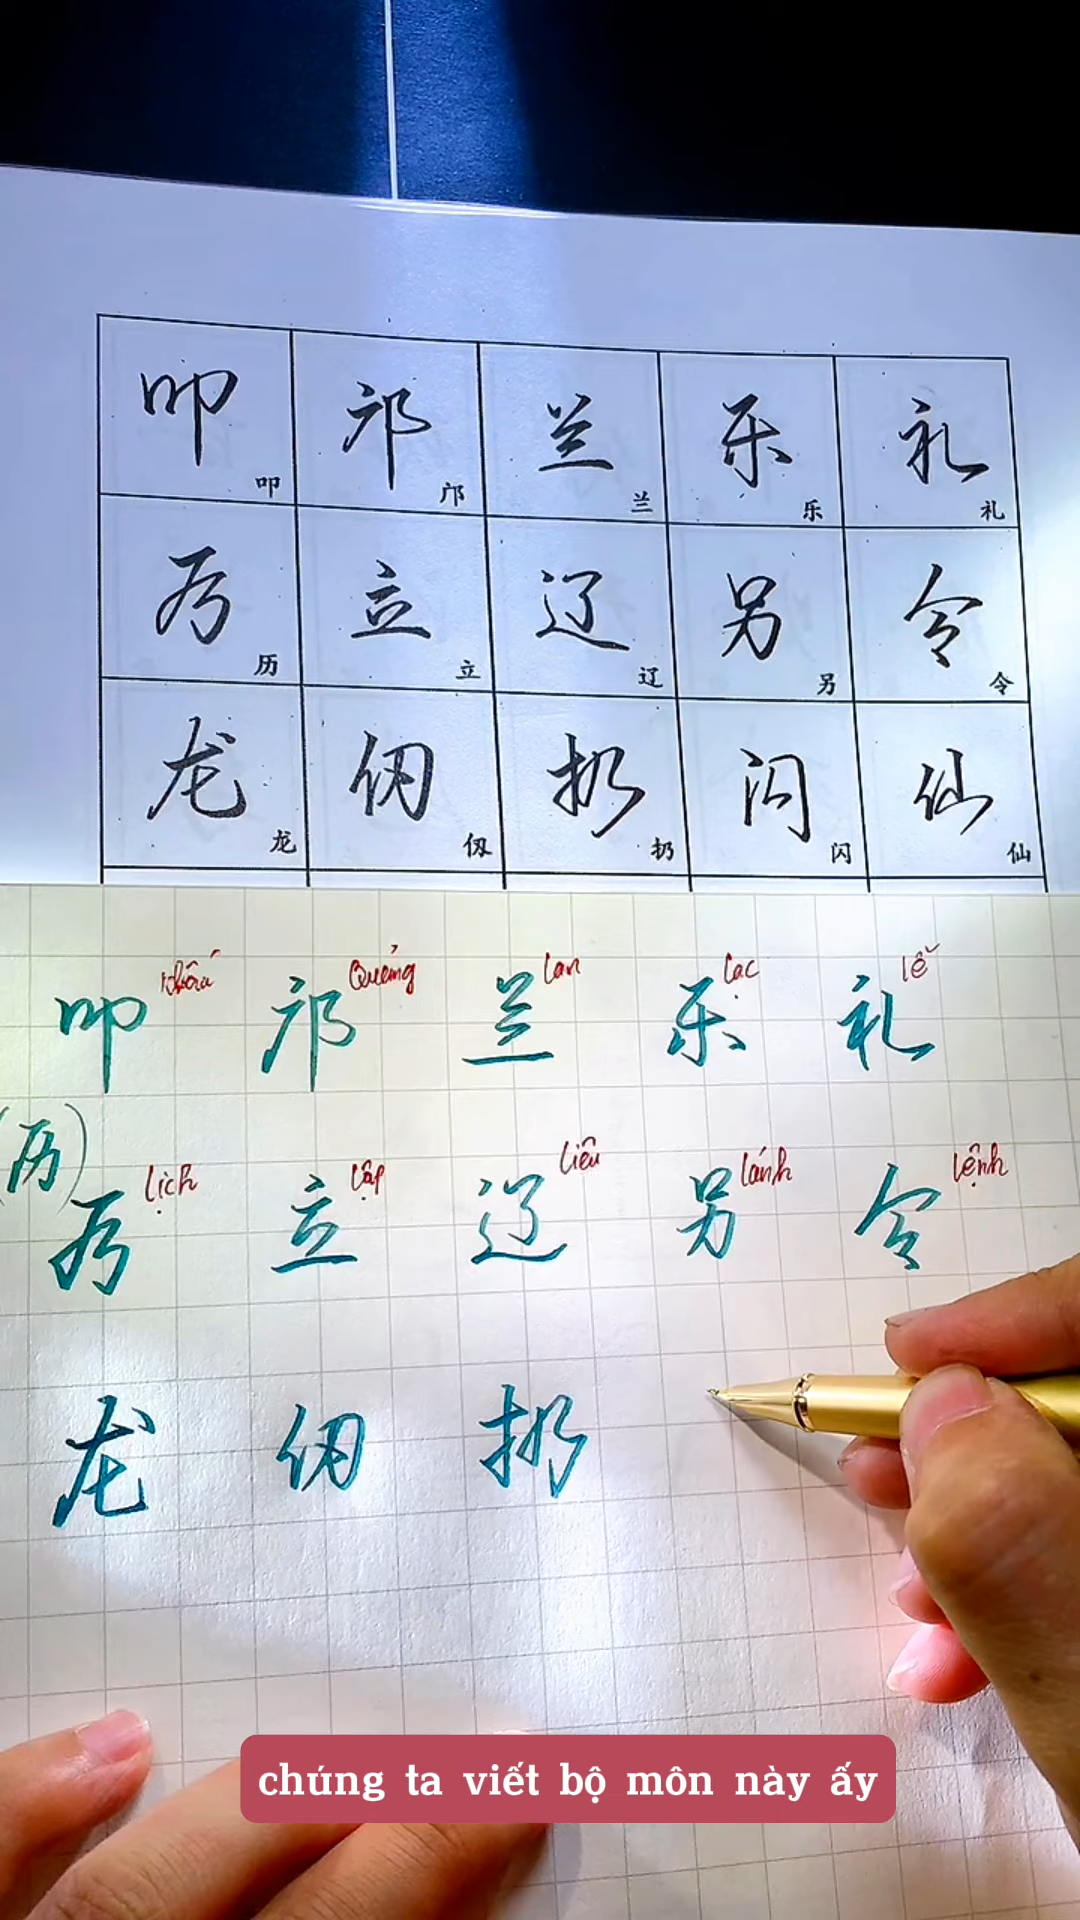 叩 邝 兰 乐 礼
叩 邝 兰 乐 礼
历 立 辽 另 令
历 立 辽 另 令
龙 仭 扔 闪 仙
龙 仭 扔 闪 仙
khấu Quảng lan lạc lễ
叩 邝 兰 乐 礼
(历) lịch lập liêu lánh lệnh
历 立 辽 另 令
龙 仭 扔
chúng ta viết bộ môn này ấy